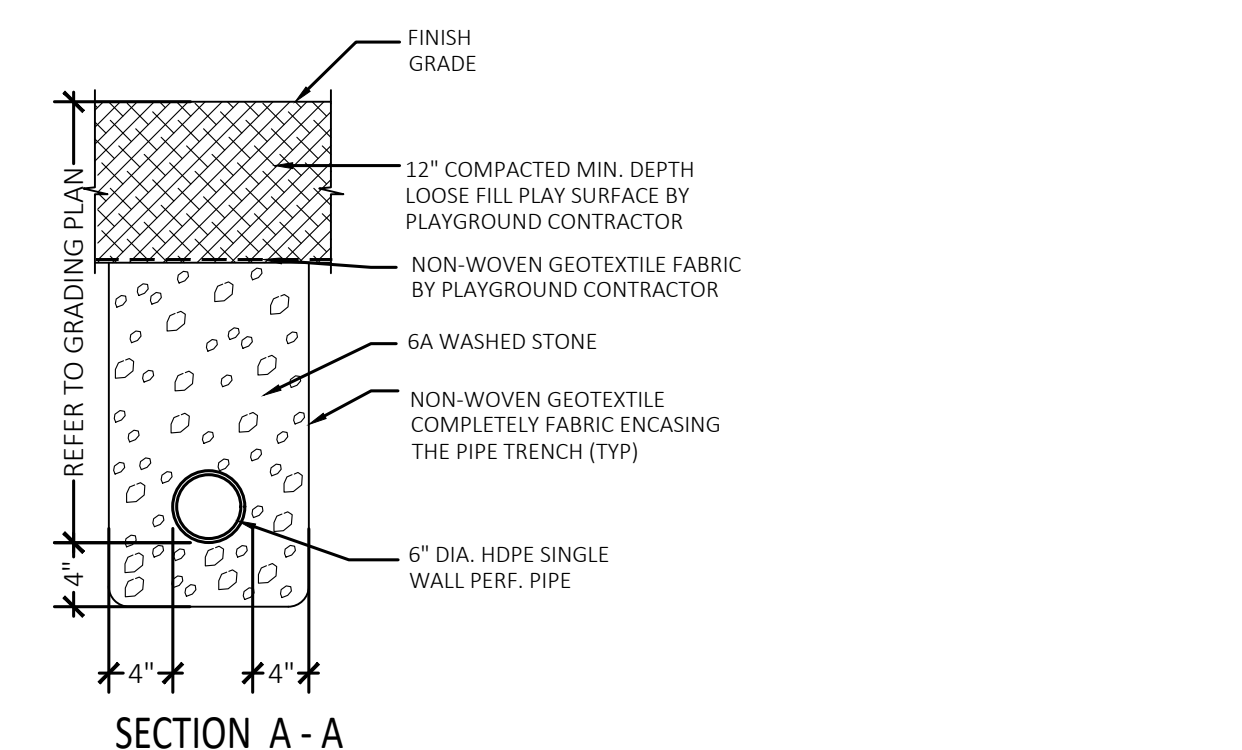 FINISH
GRADE
12" COMPACTED MIN. DEPTH
LOOSE FILL PLAY SURFACE BY
PLAYGROUND CONTRACTOR
NON-WOVEN GEOTEXTILE FABRIC
BY PLAYGROUND CONTRACTOR
6A WASHED STONE
NON-WOVEN GEOTEXTILE
COMPLETELY FABRIC ENCASING
THE PIPE TRENCH (TYP)
6" DIA. HDPE SINGLE
WALL PERF. PIPE
REFER TO GRADING PLAN
4"
4"
4"
SECTION A - A